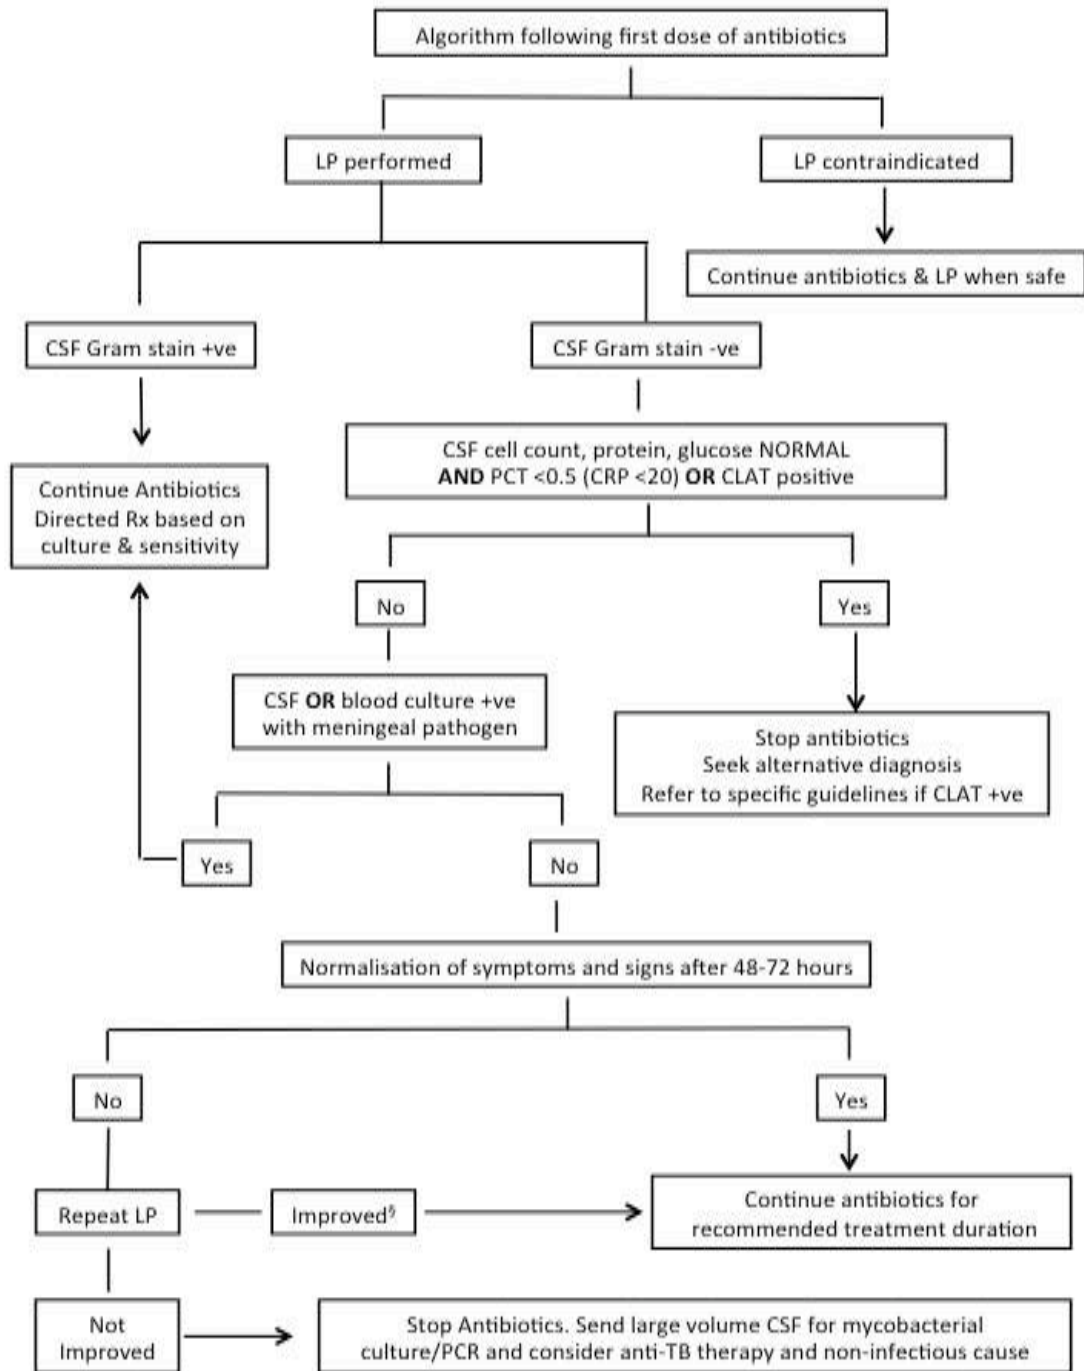 Algorithm following first dose of antibiotics
LP performed
LP contraindicated
Continue antibiotics & LP when safe
CSF Gram stain +ve
CSF Gram stain -ve
CSF cell count, protein, glucose NORMAL
AND PCT <0.5 (CRP <20) OR CLAT positive
Continue Antibiotics
Directed Rx based on
culture & sensitivity
No
Yes
CSF OR blood culture +ve
with meningeal pathogen
Stop antibiotics
Seek alternative diagnosis
Refer to specific guidelines if CLAT +ve
Yes
No
Normalisation of symptoms and signs after 48-72 hours
No
Yes
Repeat LP
Improved§
Continue antibiotics for
recommended treatment duration
Not
Improved
Stop Antibiotics. Send large volume CSF for mycobacterial
culture/PCR and consider anti-TB therapy and non-infectious cause